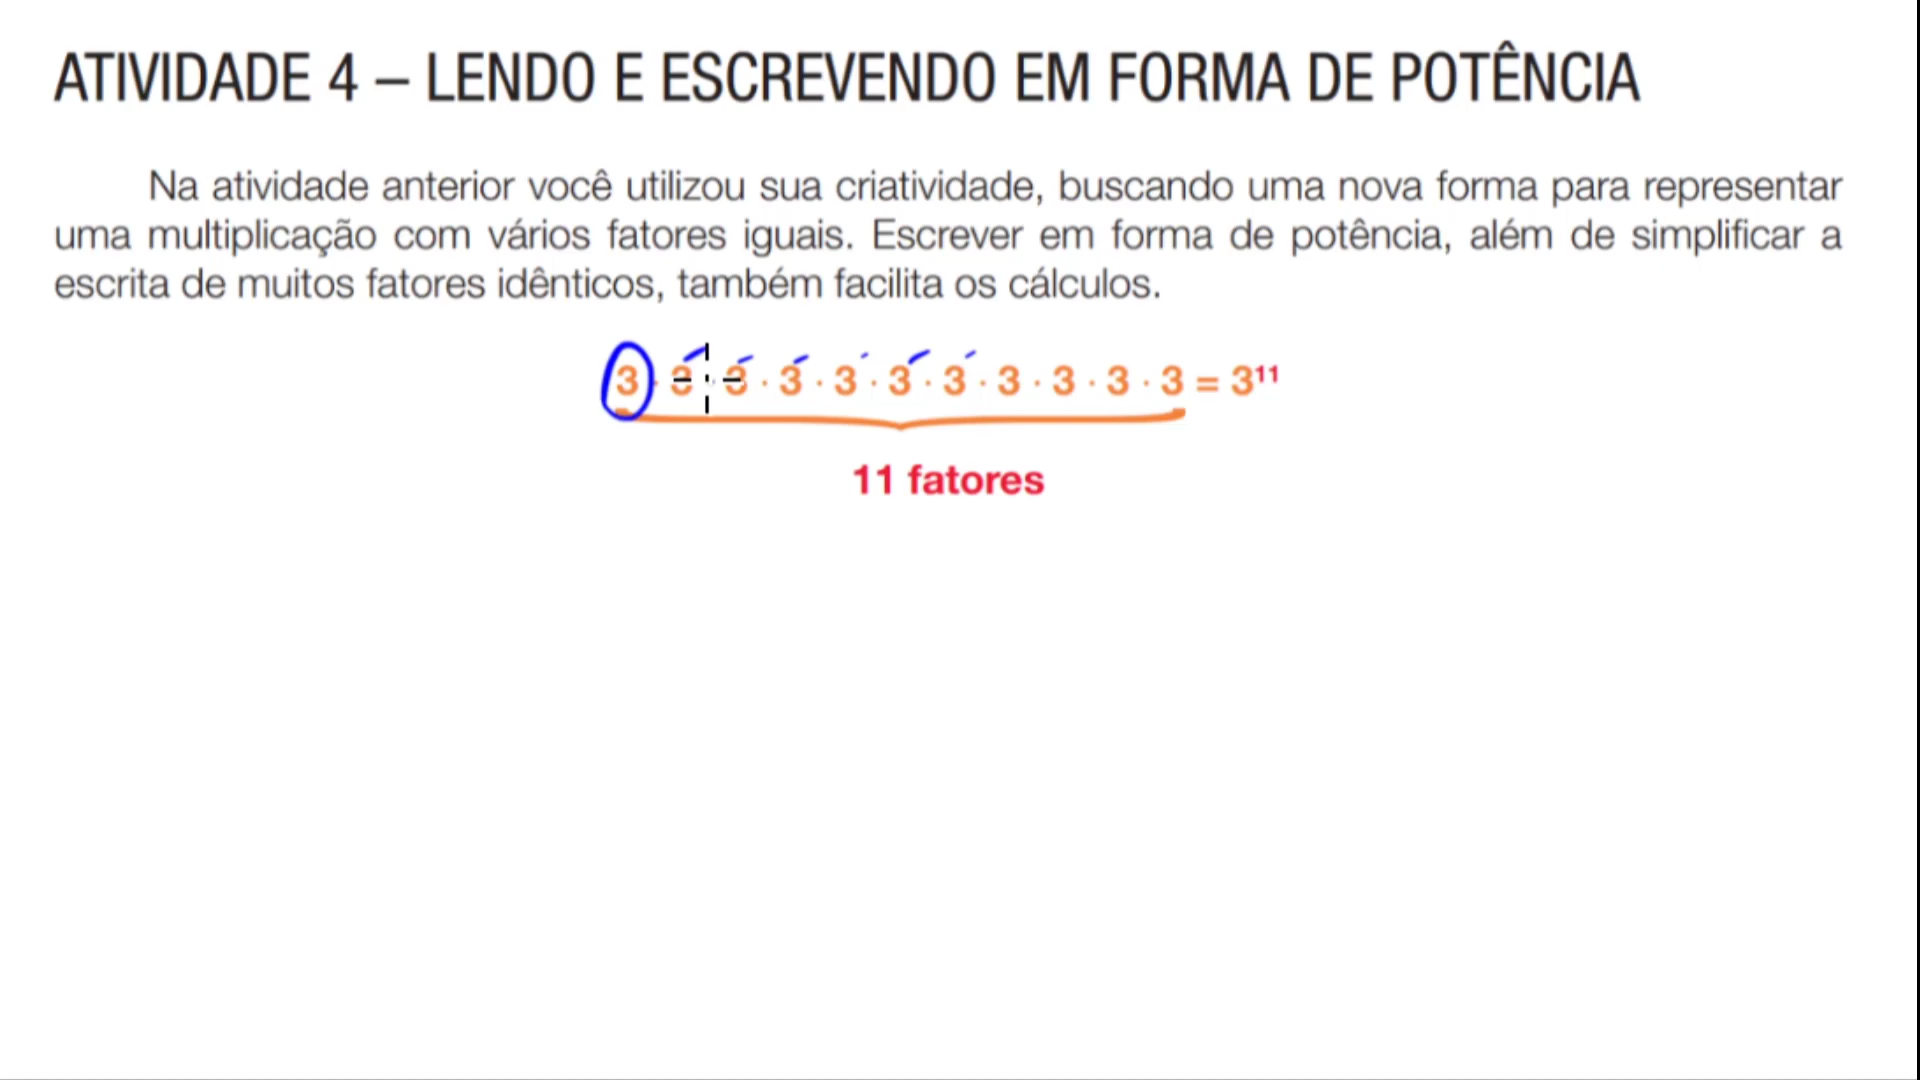 ATIVIDADE 4 – LENDO E ESCREVENDO EM FORMA DE POTÊNCIA
Na atividade anterior você utilizou sua criatividade, buscando uma nova forma para representar
uma multiplicação com vários fatores iguais. Escrever em forma de potência, além de simplificar a
escrita de muitos fatores idênticos, também facilita os cálculos.
3 · 3 · 3 · 3 · 3 · 3 · 3 · 3 · 3 · 3 · 3 = 3¹¹
11 fatores